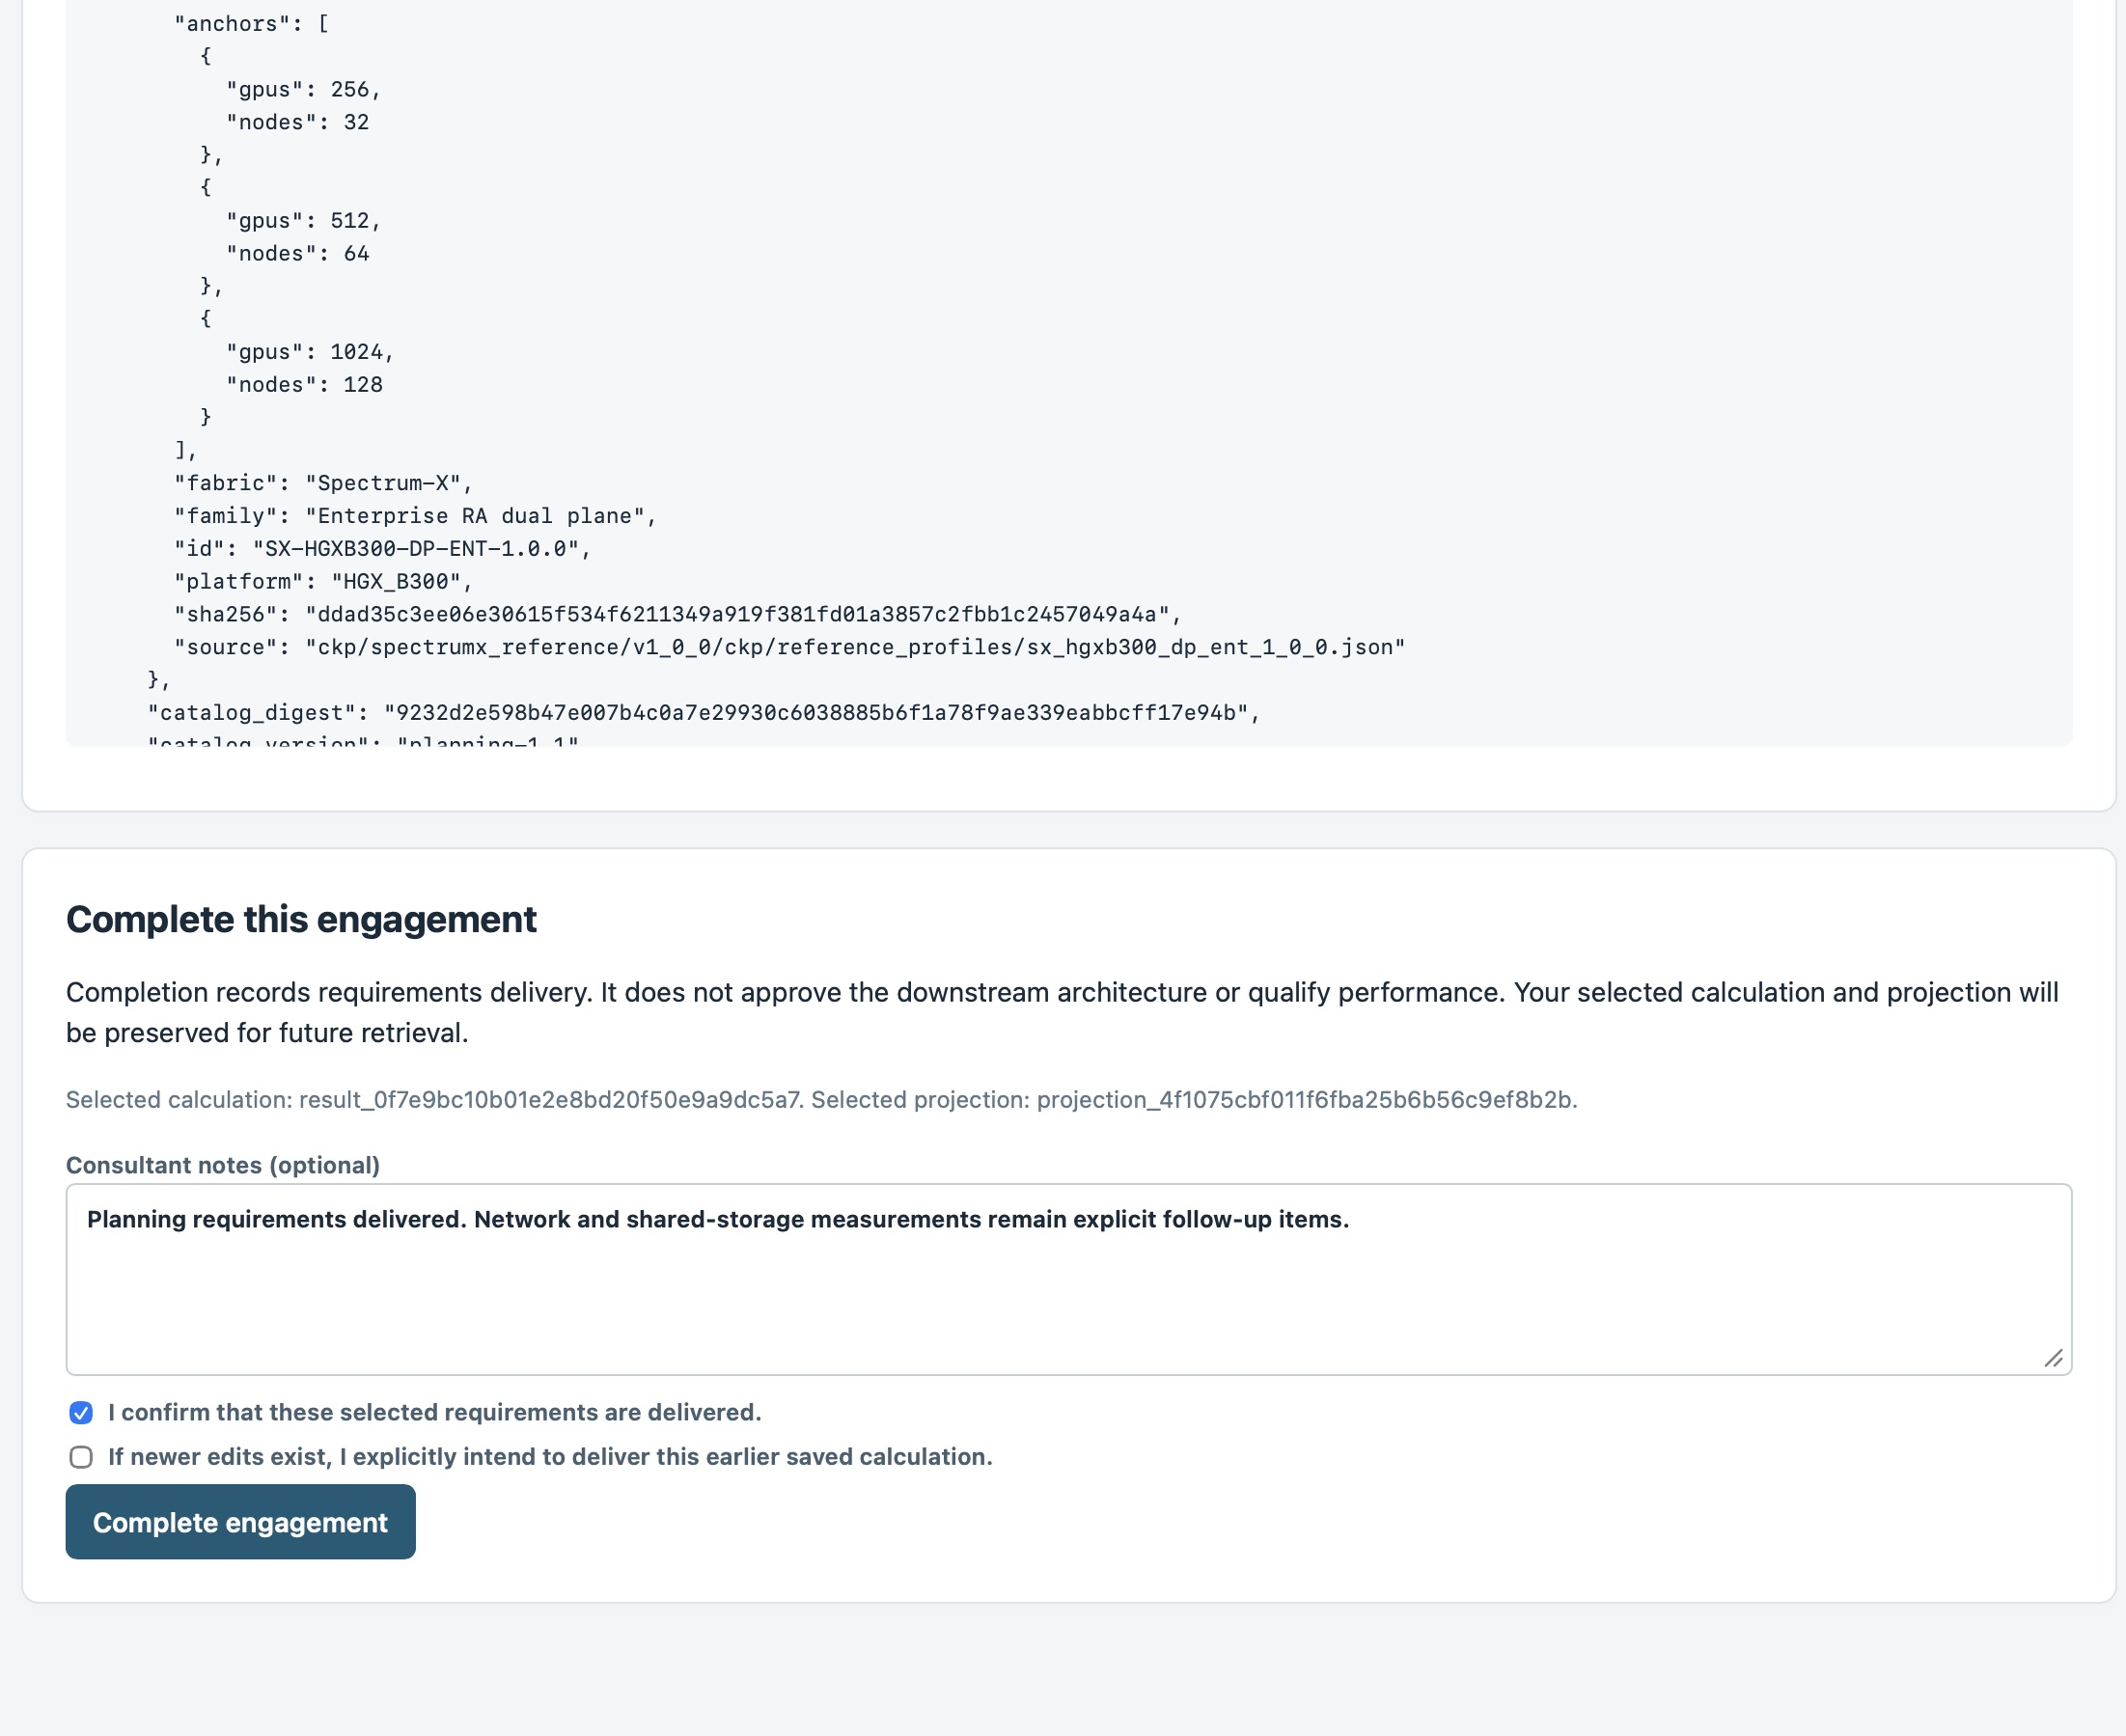 "anchors": [
{
"gpus": 256,
"nodes": 32
},
{
"gpus": 512,
"nodes": 64
},
{
"gpus": 1024,
"nodes": 128
}
],
"fabric": "Spectrum-X",
"family": "Enterprise RA dual plane",
"id": "SX-HGXB300-DP-ENT-1.0.0",
"platform": "HGX_B300",
"sha256": "ddad35c3ee06e30615f534f6211349a919f381fd01a3857c2fbb1c2457049a4a",
"source": "ckp/spectrumx_reference/v1_0_0/ckp/reference_profiles/sx_hgxb300_dp_ent_1_0_0.json"
},
"catalog_digest": "9232d2e598b47e007b4c0a7e29930c6038885b6f1a78f9ae339eabbcff17e94b",
"catalog_version": "planning-1.1"
Complete this engagement
Completion records requirements delivery. It does not approve the downstream architecture or qualify performance. Your selected calculation and projection will
be preserved for future retrieval.
Selected calculation: result_0f7e9bc10b01e2e8bd20f50e9a9dc5a7. Selected projection: projection_4f1075cbf011f6fba25b6b56c9ef8b2b.
Consultant notes (optional)
Planning requirements delivered. Network and shared-storage measurements remain explicit follow-up items.
I confirm that these selected requirements are delivered.
If newer edits exist, I explicitly intend to deliver this earlier saved calculation.
Complete engagement